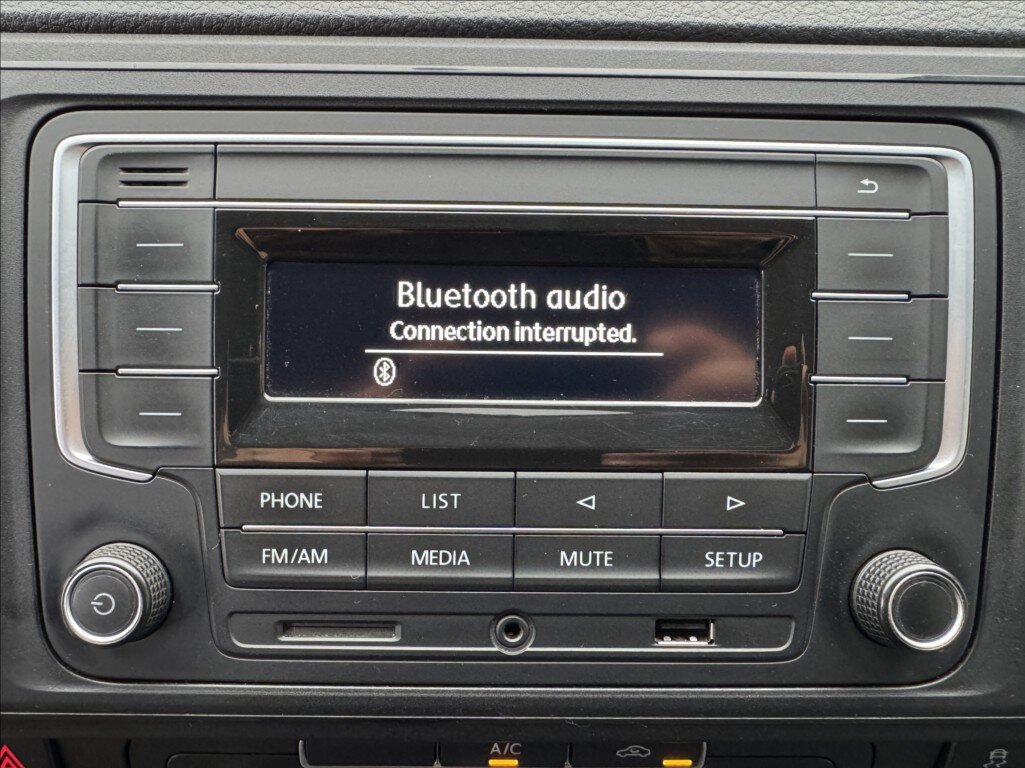 Bluetooth audio
Connection interrupted.
PHONE LIST
FM/AM MEDIA MUTE SETUP
A/C